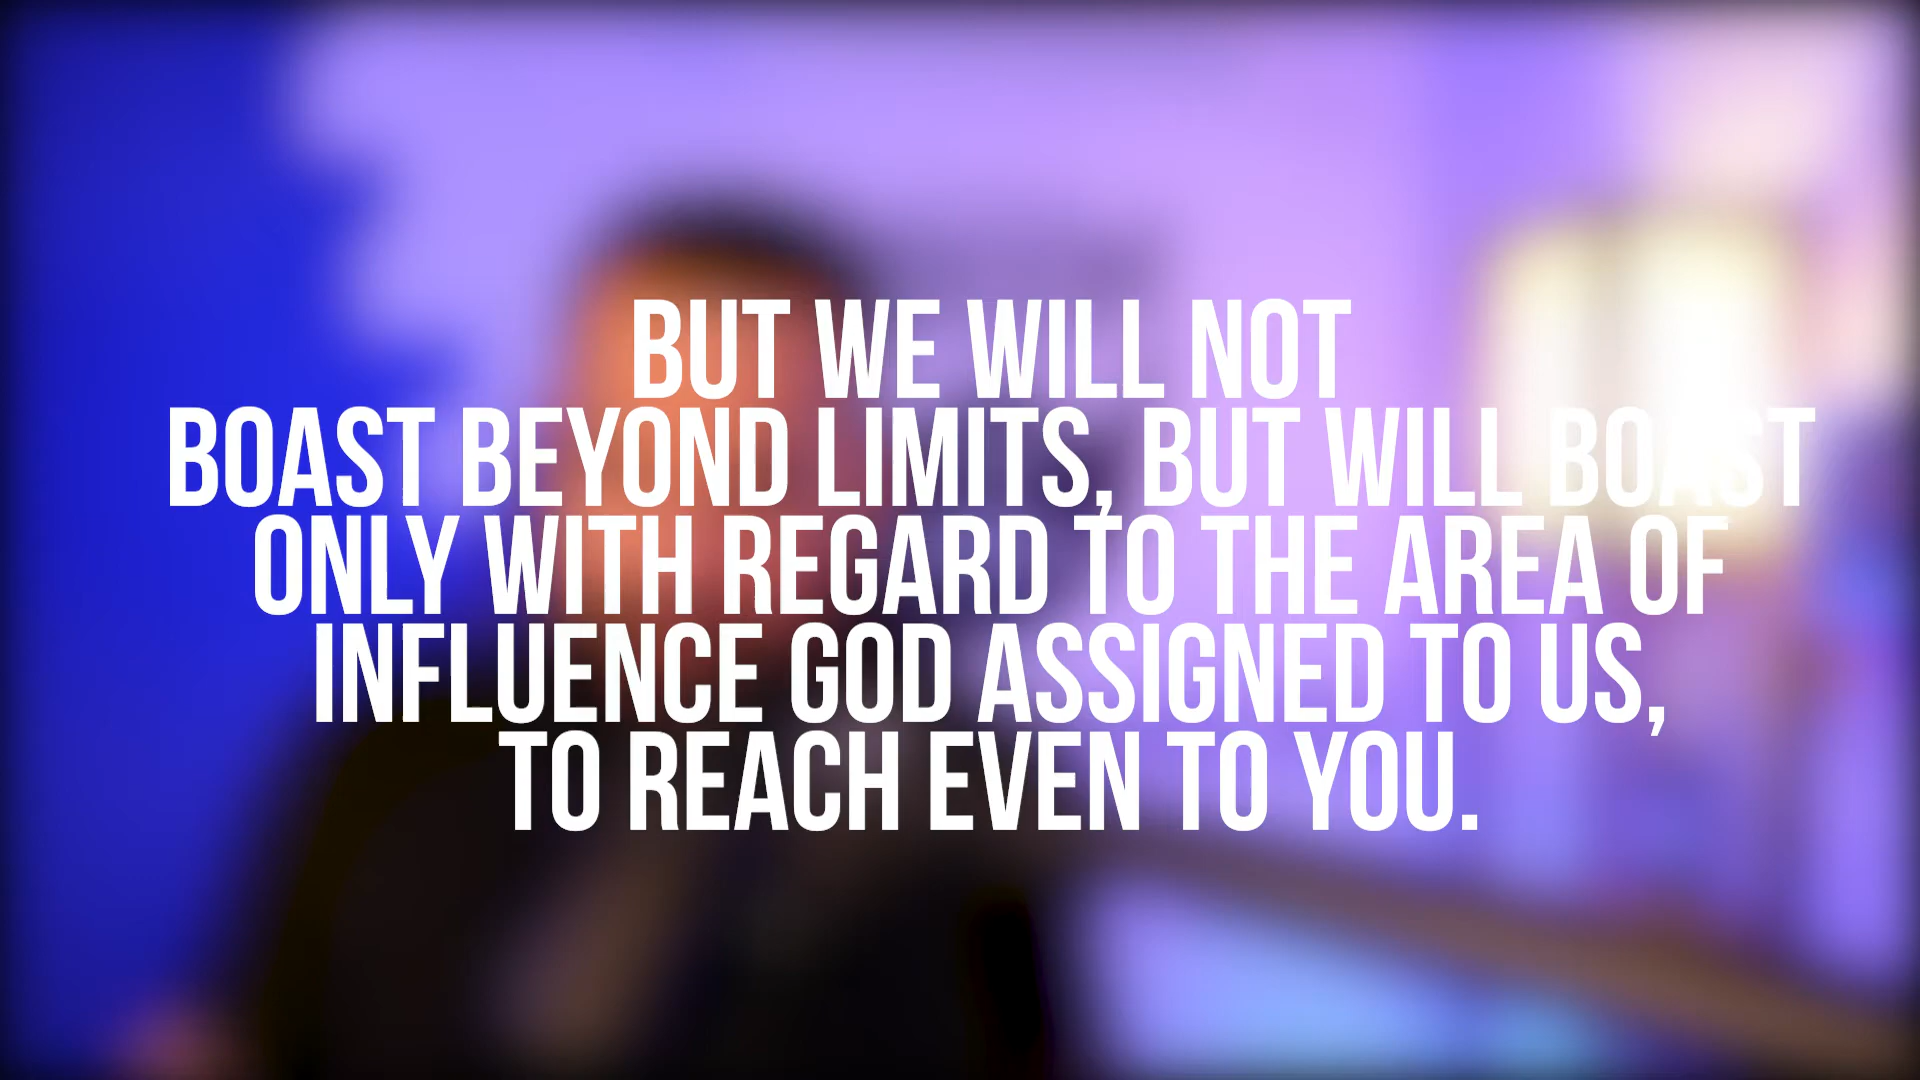 BUT WE WILL NOT
BOAST BEYOND LIMITS, BUT WILL BOAST
ONLY WITH REGARD TO THE AREA OF
INFLUENCE GOD ASSIGNED TO US,
TO REACH EVEN TO YOU.